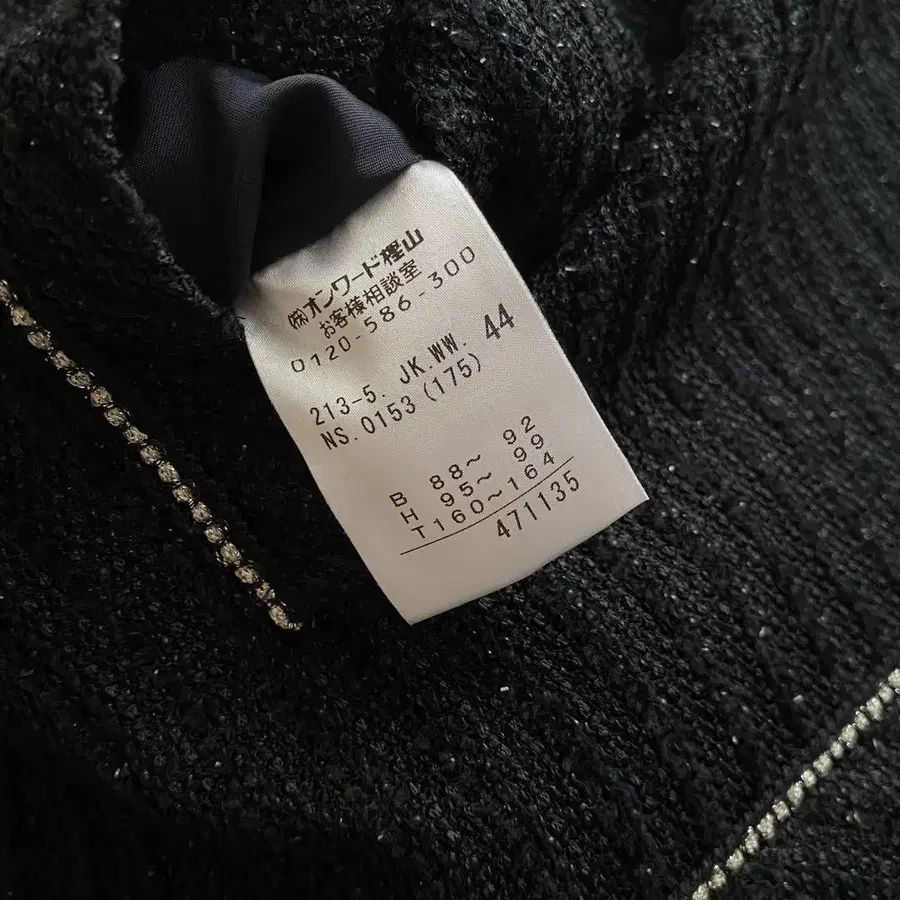 ㈱オンワード樫山
お客様相談室
0120-586-300
213-5. JK.WW. 44
NS.0153(175)
B 88～ 92
H 95～ 99
T160～164
471135